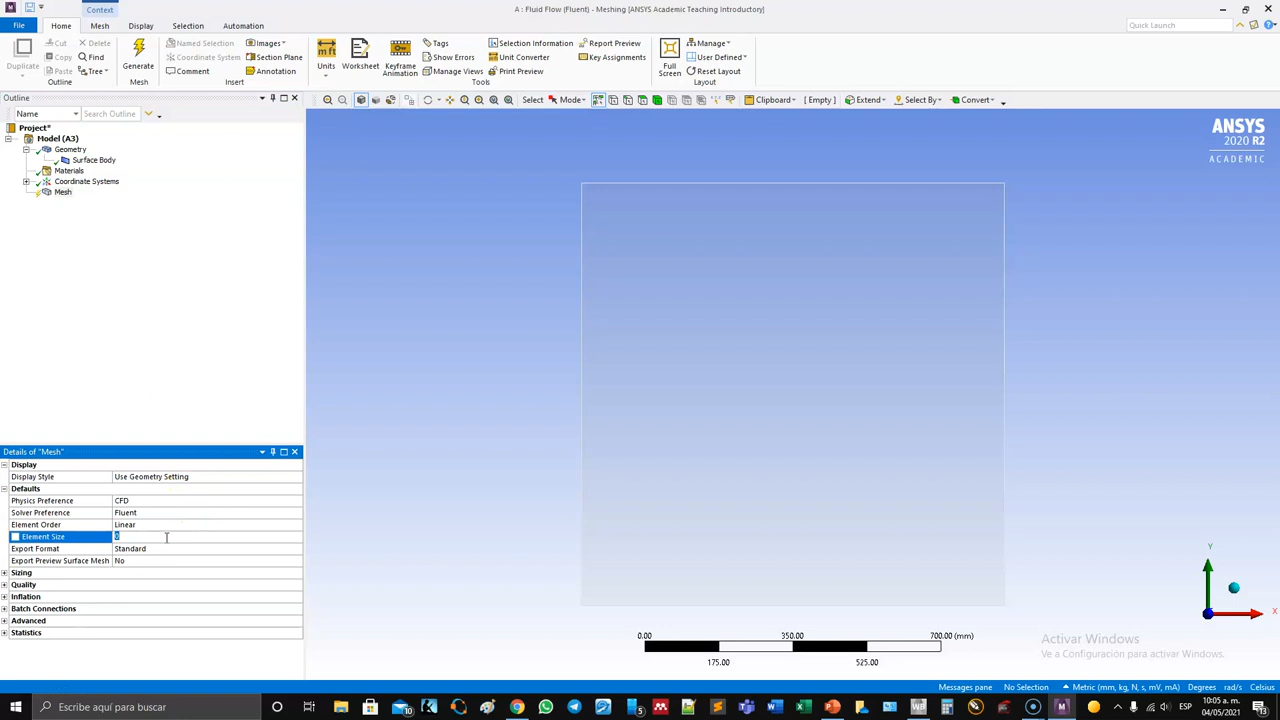 Context
A : Fluid Flow (Fluent) - Meshing [ANSYS Academic Teaching Introductory]
File Home Mesh Display Selection Automation
Quick Launch
Duplicate
Cut
Copy
Paste
Delete
Find
Tree
Outline
Generate
Mesh
Named Selection
Coordinate System
Comment
Images
Section Plane
Annotation
Insert
Units
Worksheet
Keyframe
Animation
Tags
Show Errors
Manage Views
Selection Information
Unit Converter
Print Preview
Report Preview
Key Assignments
Tools
Full
Screen
Manage
User Defined
Reset Layout
Layout
Outline
Name Search Outline
Select Mode Clipboard [ Empty ] Extend Select By Convert
Project*
Model (A3)
Geometry
Surface Body
Materials
Coordinate Systems
Mesh
ANSYS
2020 R2
ACADEMIC
Details of "Mesh"
Display
Display Style Use Geometry Setting
Defaults
Physics Preference CFD
Solver Preference Fluent
Element Order Linear
Element Size 0
Export Format Standard
Export Preview Surface Mesh No
Sizing
Quality
Inflation
Batch Connections
Advanced
Statistics
0.00 350.00 700.00 (mm)
175.00 525.00
Y
X
Activar Windows
Ve a Configuración para activar Windows.
Messages pane No Selection Metric (mm, kg, N, s, mV, mA) Degrees rad/s Celsius
Escribe aquí para buscar
10
5
ESP
10:05 a.m.
04/05/2021